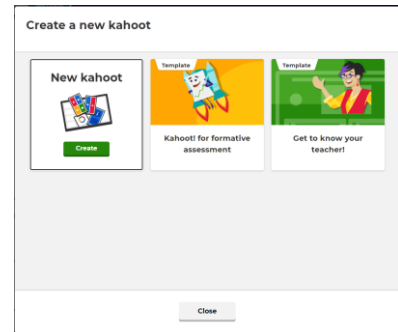 Create a new kahoot
New kahoot
Create
Template
Kahoot! for formative
assessment
Template
Get to know your
teacher!
Close